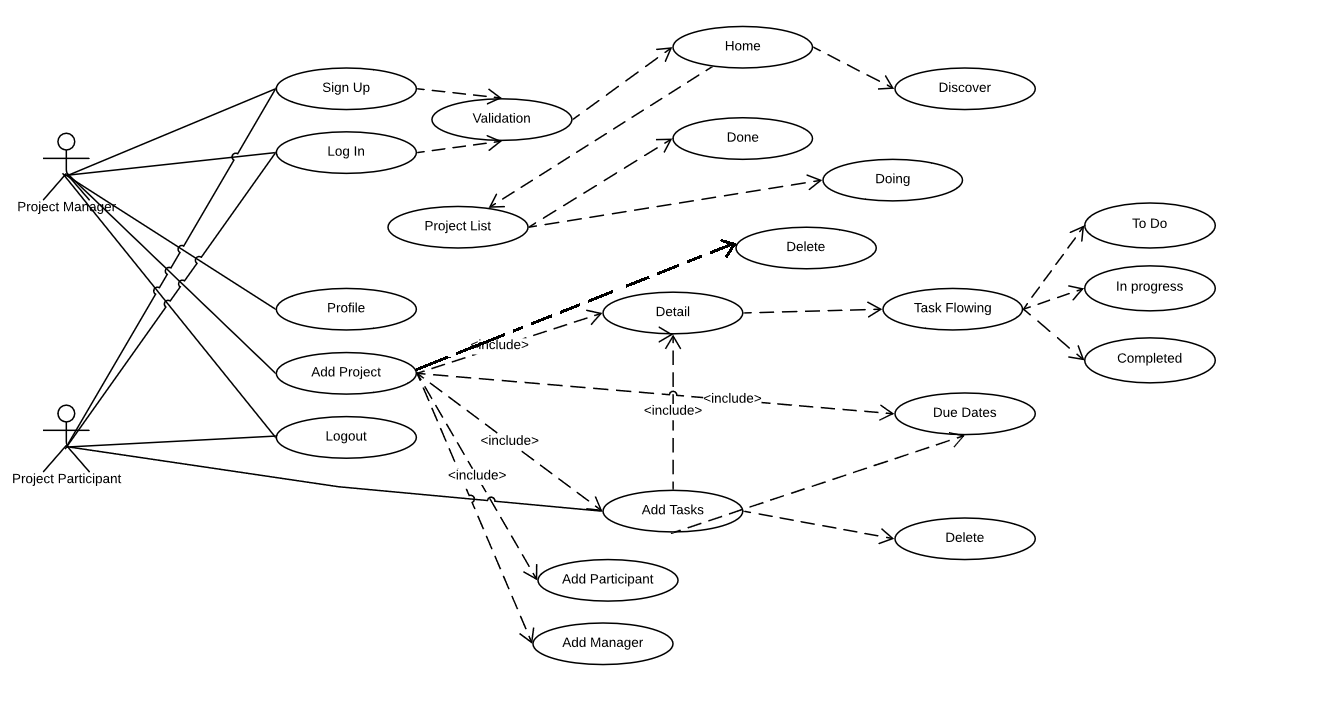 Home
Sign Up
Discover
Validation
Done
Log In
Doing
Project Manager
Project List
To Do
Delete
In progress
Profile
Detail
Task Flowing
<include>
Completed
Add Project
<include>
<include>
Due Dates
Logout
<include>
<include>
Project Participant
Add Tasks
Delete
Add Participant
Add Manager